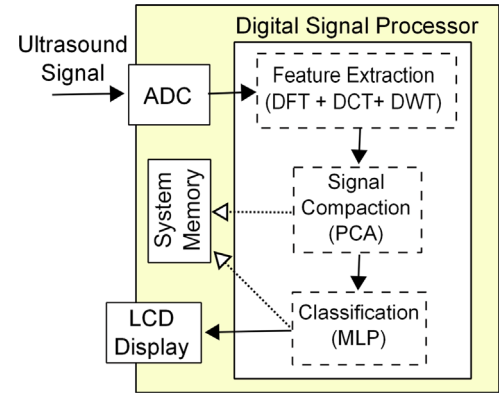 Digital Signal Processor
Ultrasound
Signal
ADC
Feature Extraction
(DFT + DCT+ DWT)
Signal
Compaction
(PCA)
System
Memory
Classification
(MLP)
LCD
Display